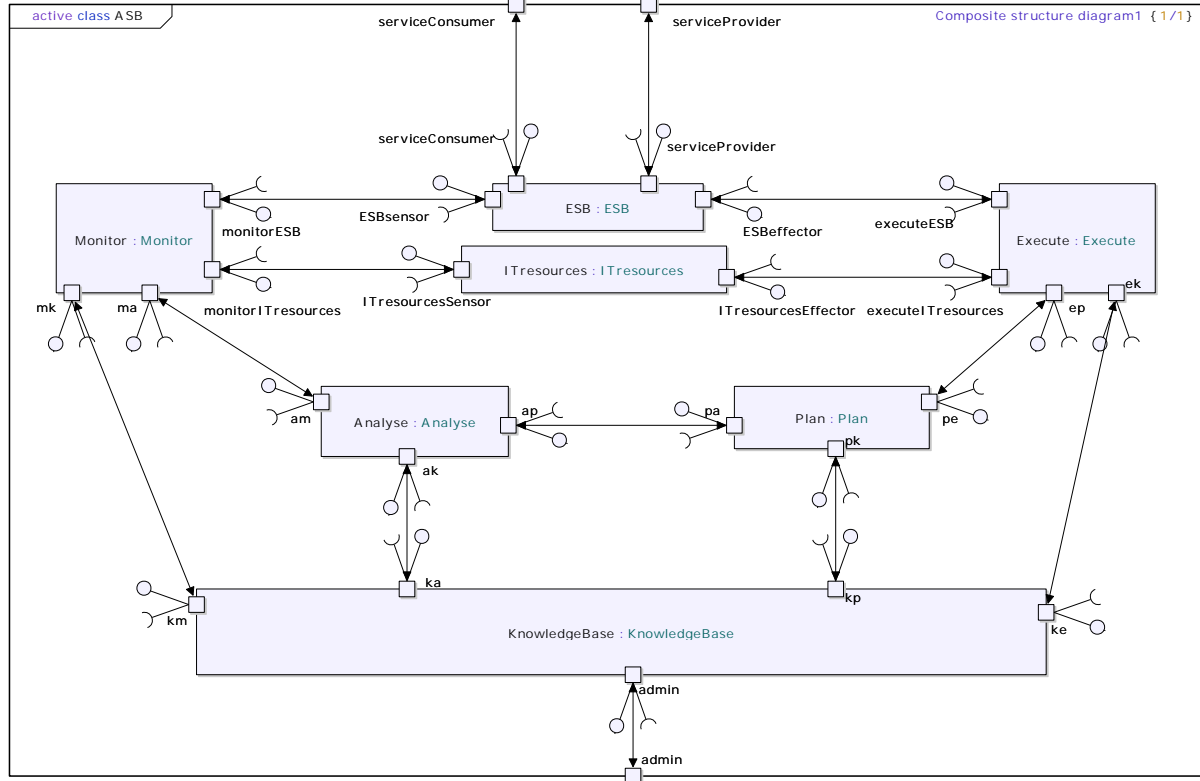 active class ASB
Composite structure diagram1 {1/1}
serviceConsumer
serviceProvider
serviceConsumer
serviceProvider
ESB : ESB
ESBsensor
monitorESB
ESBeffector
executeESB
Monitor : Monitor
Execute : Execute
ITresources : ITresources
ITresourcesSensor
monitorITresources
ITresourcesEffector
executeITresources
mk
ma
ep
ek
am
ap
pa
pe
Analyse : Analyse
Plan : Plan
pk
ak
ka
kp
km
ke
KnowledgeBase : KnowledgeBase
admin
admin